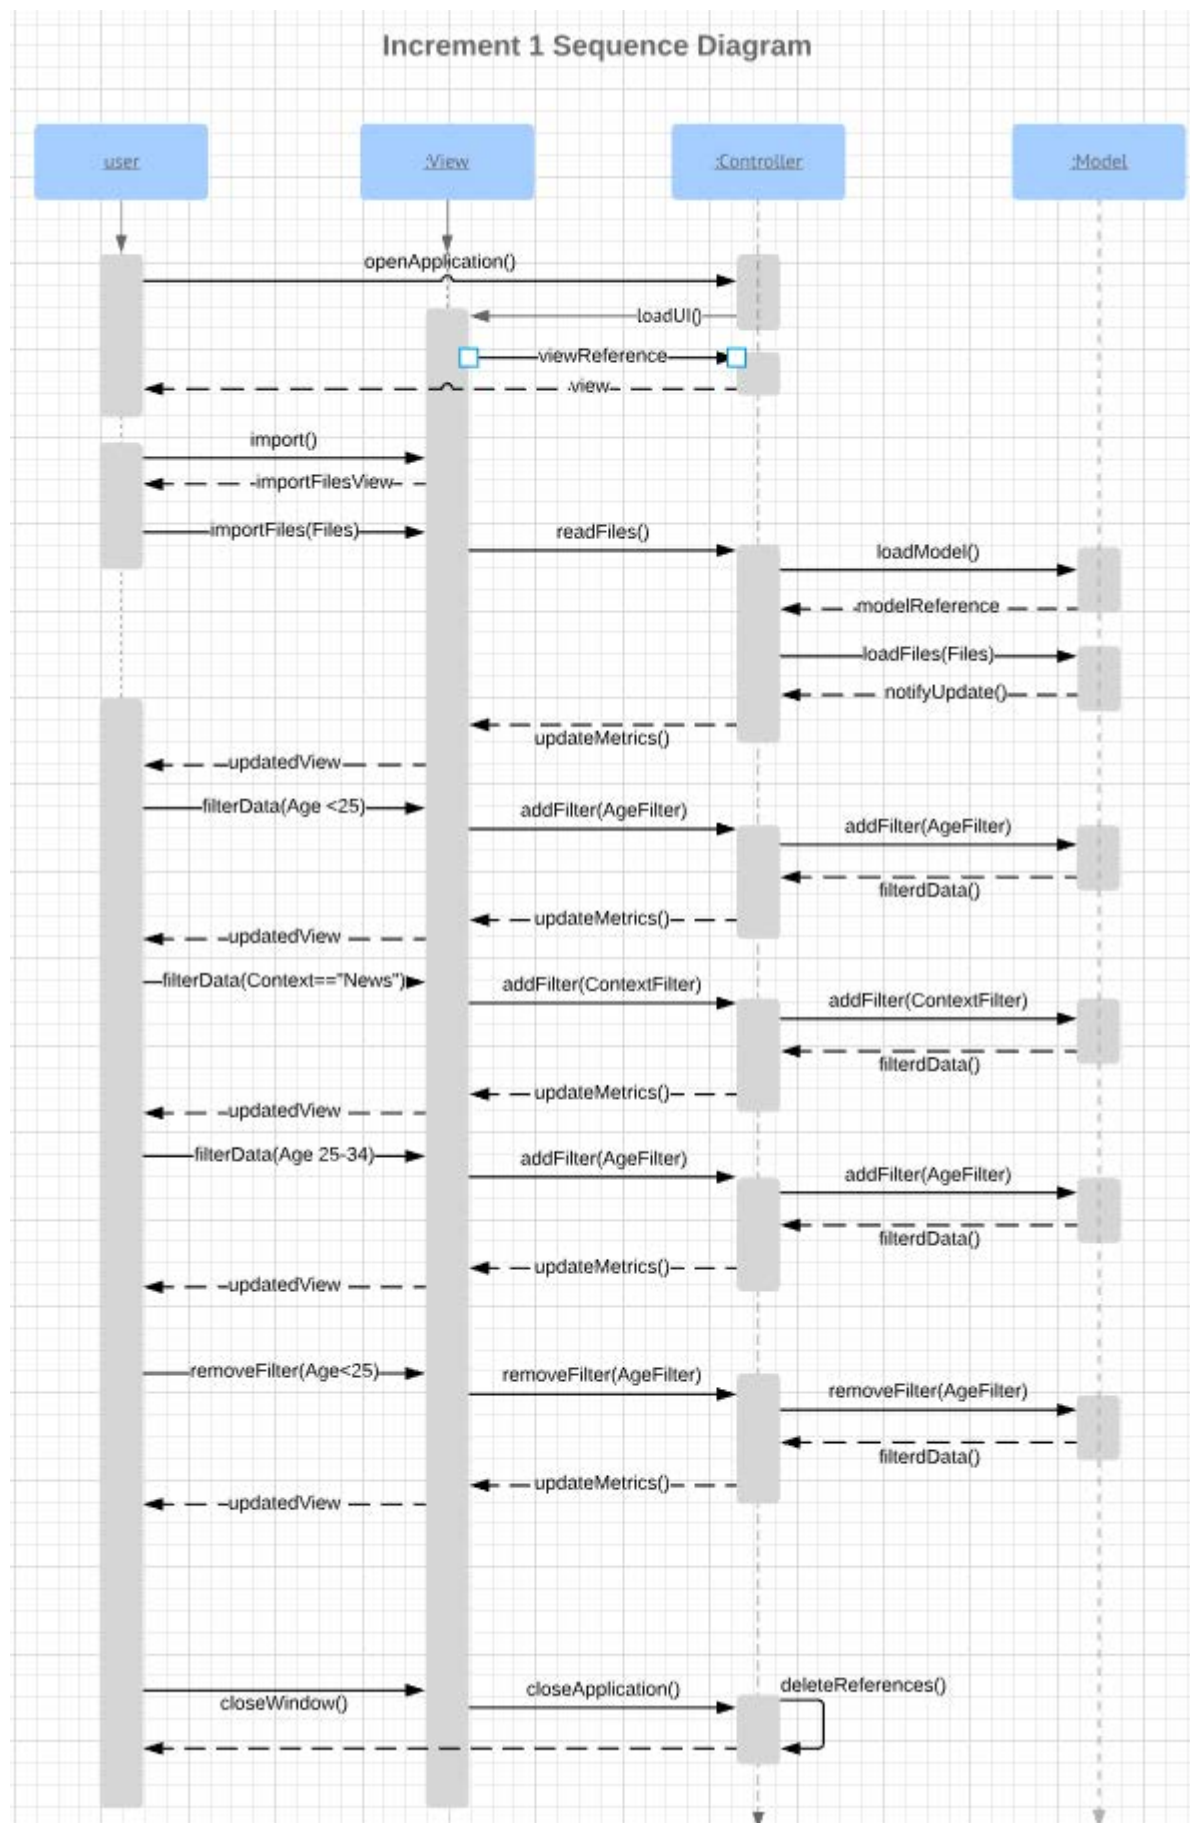 Increment 1 Sequence Diagram
user
:View
:Controller
:Model
openApplication()
loadUI()
viewReference
view
import()
importFilesView
importFiles(Files)
readFiles()
loadModel()
modelReference
loadFiles(Files)
notifyUpdate()
updateMetrics()
updatedView
filterData(Age <25)
addFilter(AgeFilter)
addFilter(AgeFilter)
filterdData()
updateMetrics()
updatedView
filterData(Context=="News")
addFilter(ContextFilter)
addFilter(ContextFilter)
filterdData()
updateMetrics()
updatedView
filterData(Age 25-34)
addFilter(AgeFilter)
addFilter(AgeFilter)
filterdData()
updateMetrics()
updatedView
removeFilter(Age<25)
removeFilter(AgeFilter)
removeFilter(AgeFilter)
filterdData()
updateMetrics()
updatedView
closeWindow()
closeApplication()
deleteReferences()